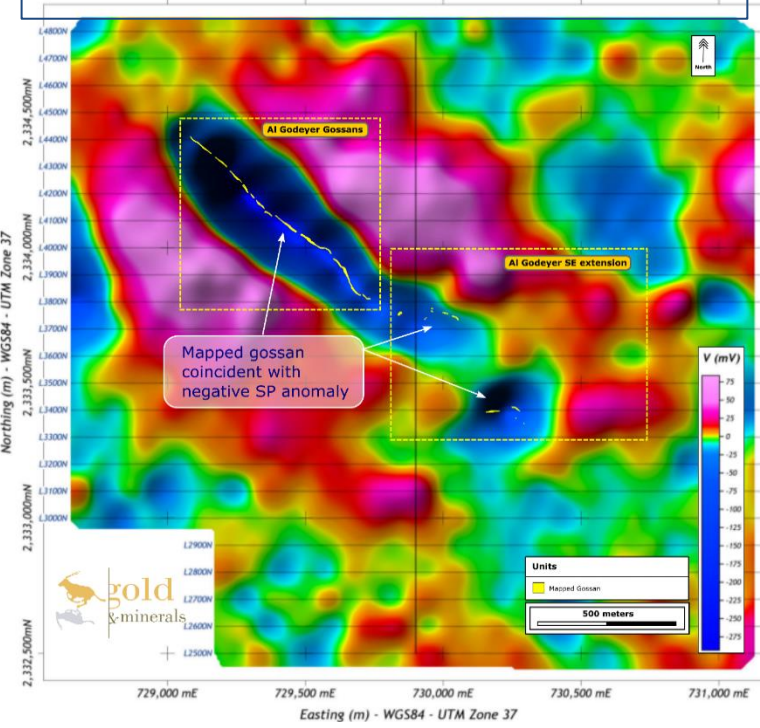 L4800N
L4700N
L4600N
L4500N
L4400N
L4300N
L4200N
L4100N
L4000N
L3900N
L3800N
L3700N
L3600N
L3500N
L3400N
L3300N
L3200N
L3100N
L3000N
L2900N
L2800N
L2700N
L2600N
L2500N
North
Al Godeyer Gossans
Al Godeyer SE extension
Mapped gossan
coincident with
negative SP anomaly
V (mV)
75
50
25
0
-25
-50
-75
-100
-125
-150
-175
-200
-225
-250
-275
Units
Mapped Gossan
500 meters
gold
&minerals
2,334,500mN
2,334,000mN
2,333,500mN
2,333,000mN
2,332,500mN
Northing (m) - WGS84 - UTM Zone 37
729,000 mE
729,500 mE
730,000 mE
730,500 mE
731,000 mE
Easting (m) - WGS84 - UTM Zone 37